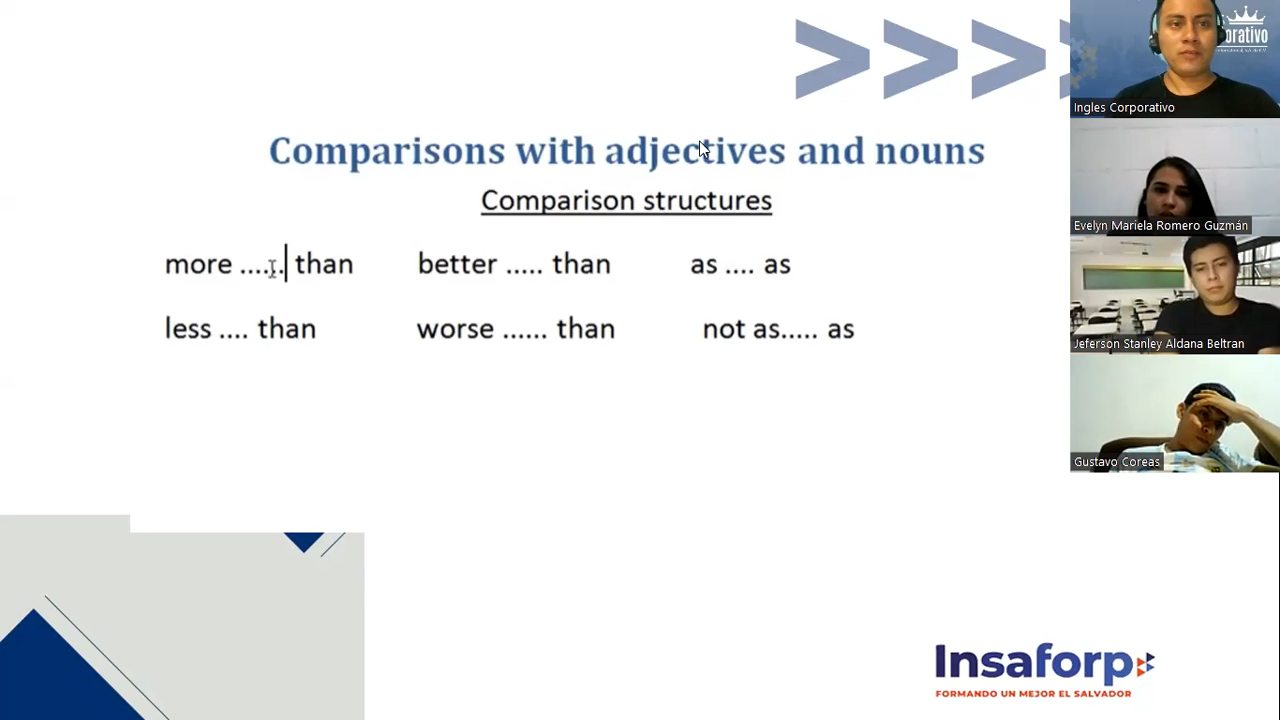 Comparisons with adjectives and nouns
Comparison structures
more ...... than better ..... than as .... as
less .... than worse ...... than not as..... as
Insaforp
FORMANDO UN MEJOR EL SALVADOR
orativo
Ingles Corporativo
Evelyn Mariela Romero Guzmán
Jeferson Stanley Aldana Beltran
Gustavo Coreas